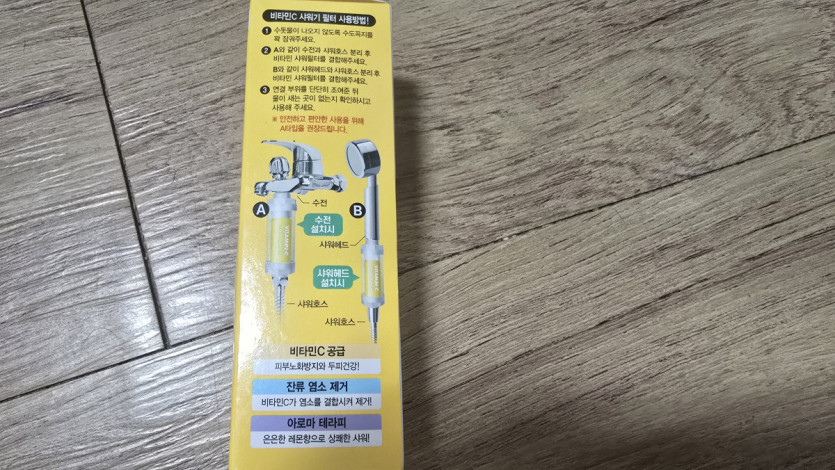 비타민C 샤워기 필터 사용방법!
1 수돗물이 나오지 않도록 수도꼭지를
꽉 잠궈주세요.
2 A와 같이 수전과 샤워호스 분리 후
비타민 샤워필터를 결합해주세요.
B와 같이 샤워헤드와 샤워호스 분리 후
비타민 샤워필터를 결합해주세요.
3 연결 부위를 단단히 조여준 뒤
물이 새는 곳이 없는지 확인하시고
사용해 주세요.
※ 안전하고 편안한 사용을 위해
A타입을 권장드립니다.
수전
A
수전
설치시
B
VITAMIN C
샤워헤드
샤워헤드
설치시
샤워호스
샤워호스
비타민C 공급
피부노화방지와 두피건강!
잔류 염소 제거
비타민C가 염소를 결합시켜 제거!
아로마 테라피
은은한 레몬향으로 상쾌한 샤워!